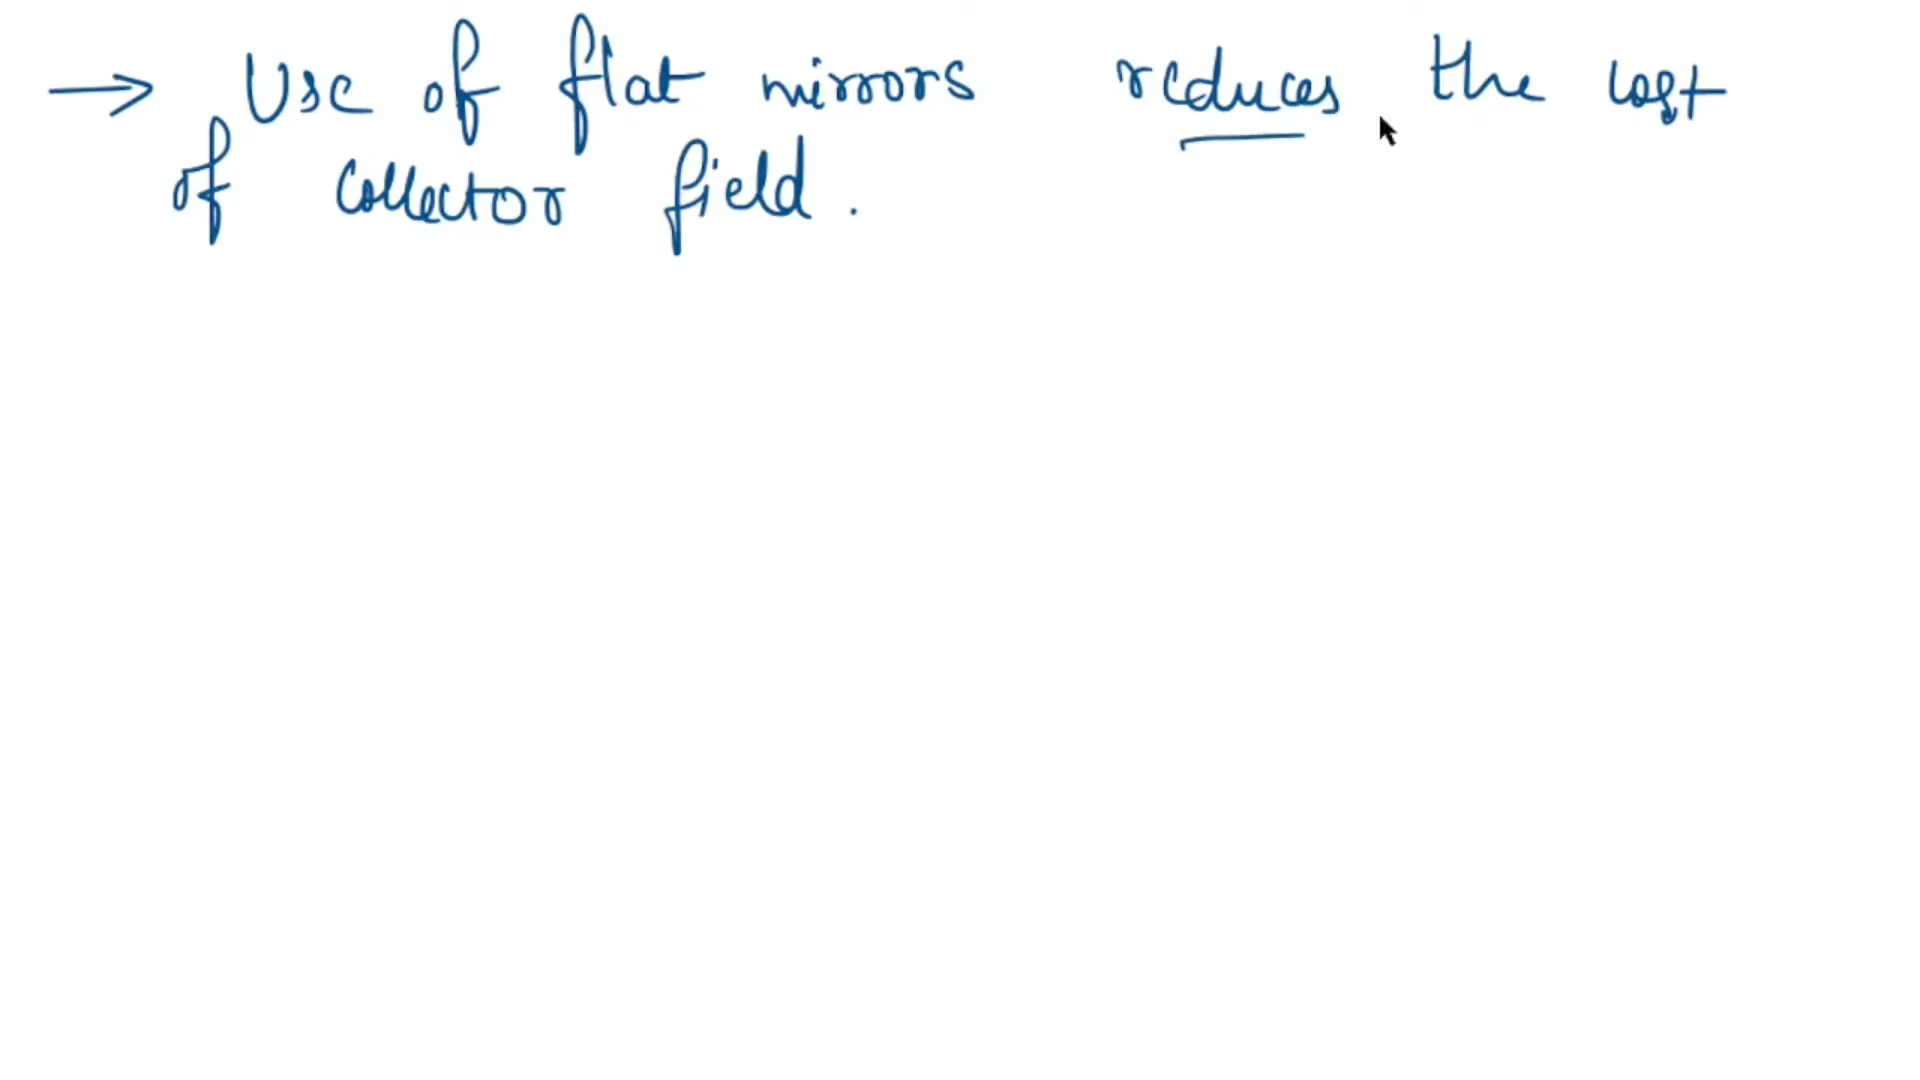 → Use of flat mirrors reduces the cost
of collector field.